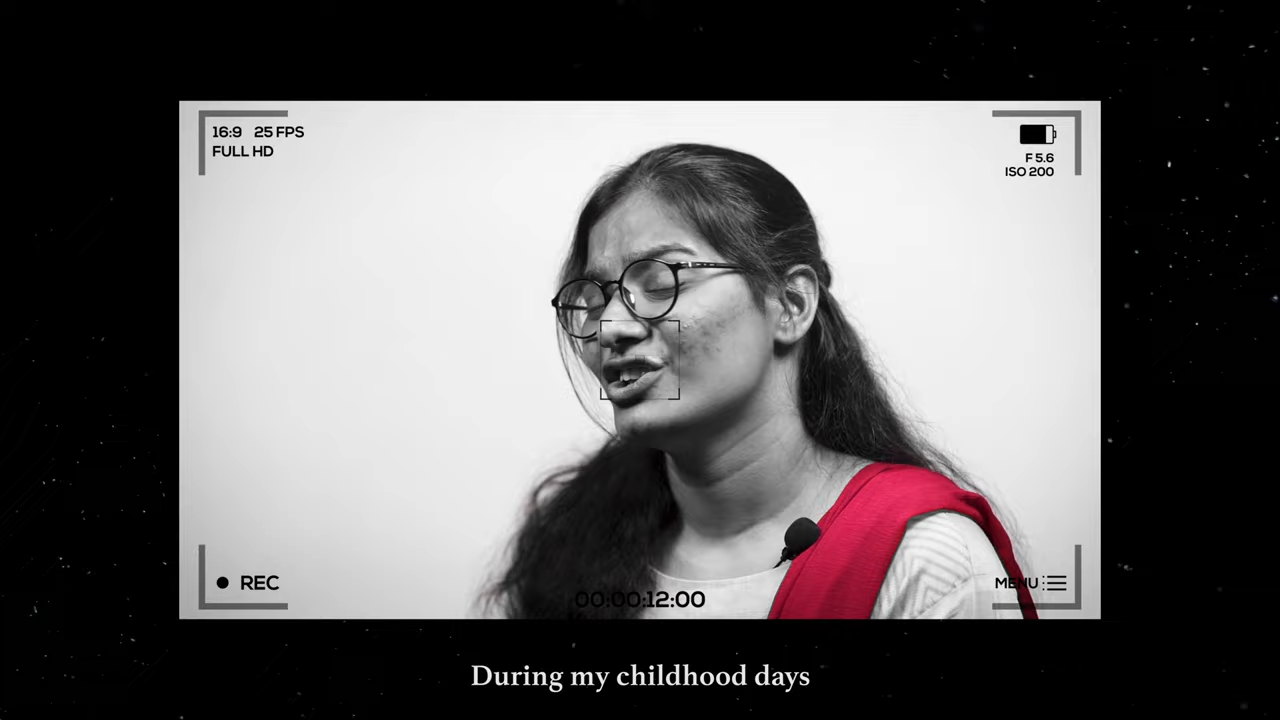 16:9 25 FPS
FULL HD
F 5.6
ISO 200
REC
MENU
00:00:12:00
During my childhood days